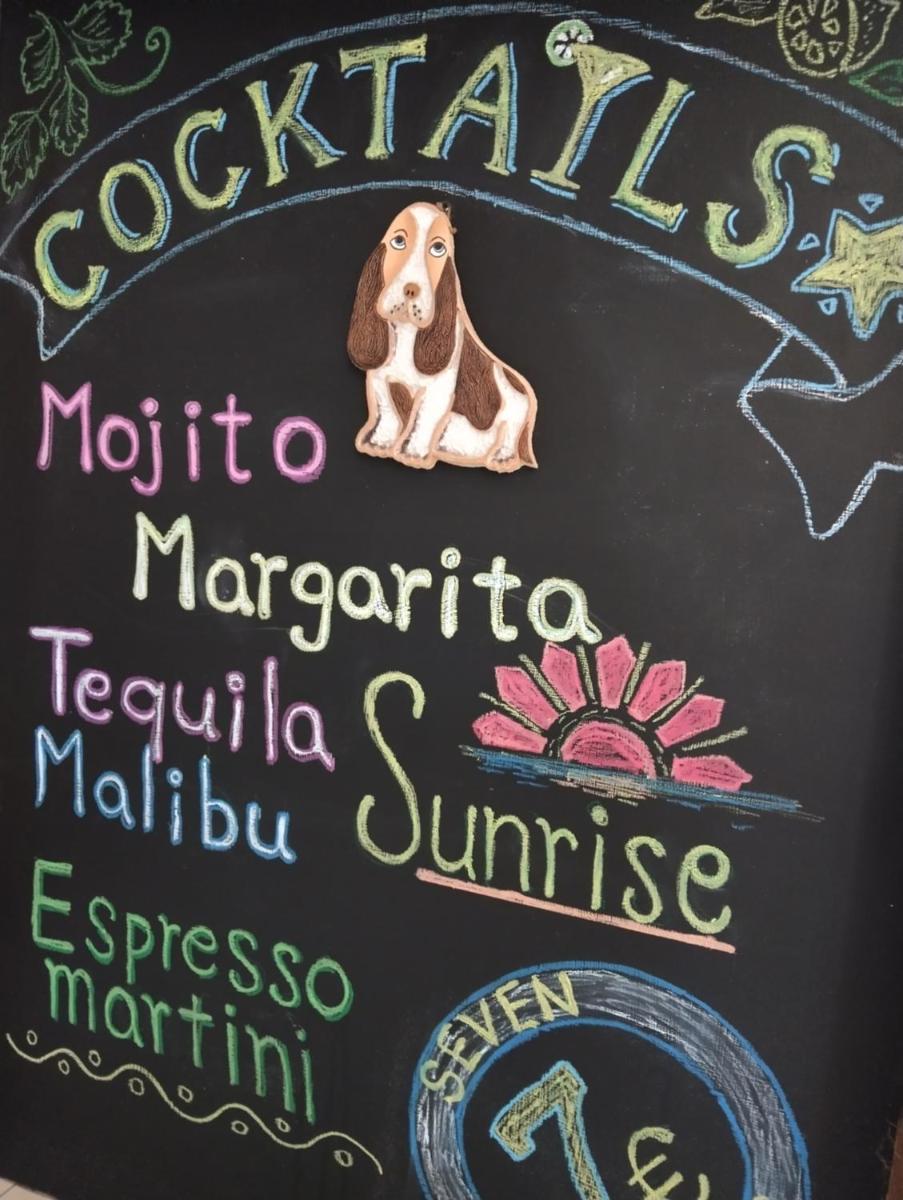 COCKTAILS
Mojito
Margarita
Tequila
Malibu
Sunrise
Espresso
martini
SEVEN
7 €